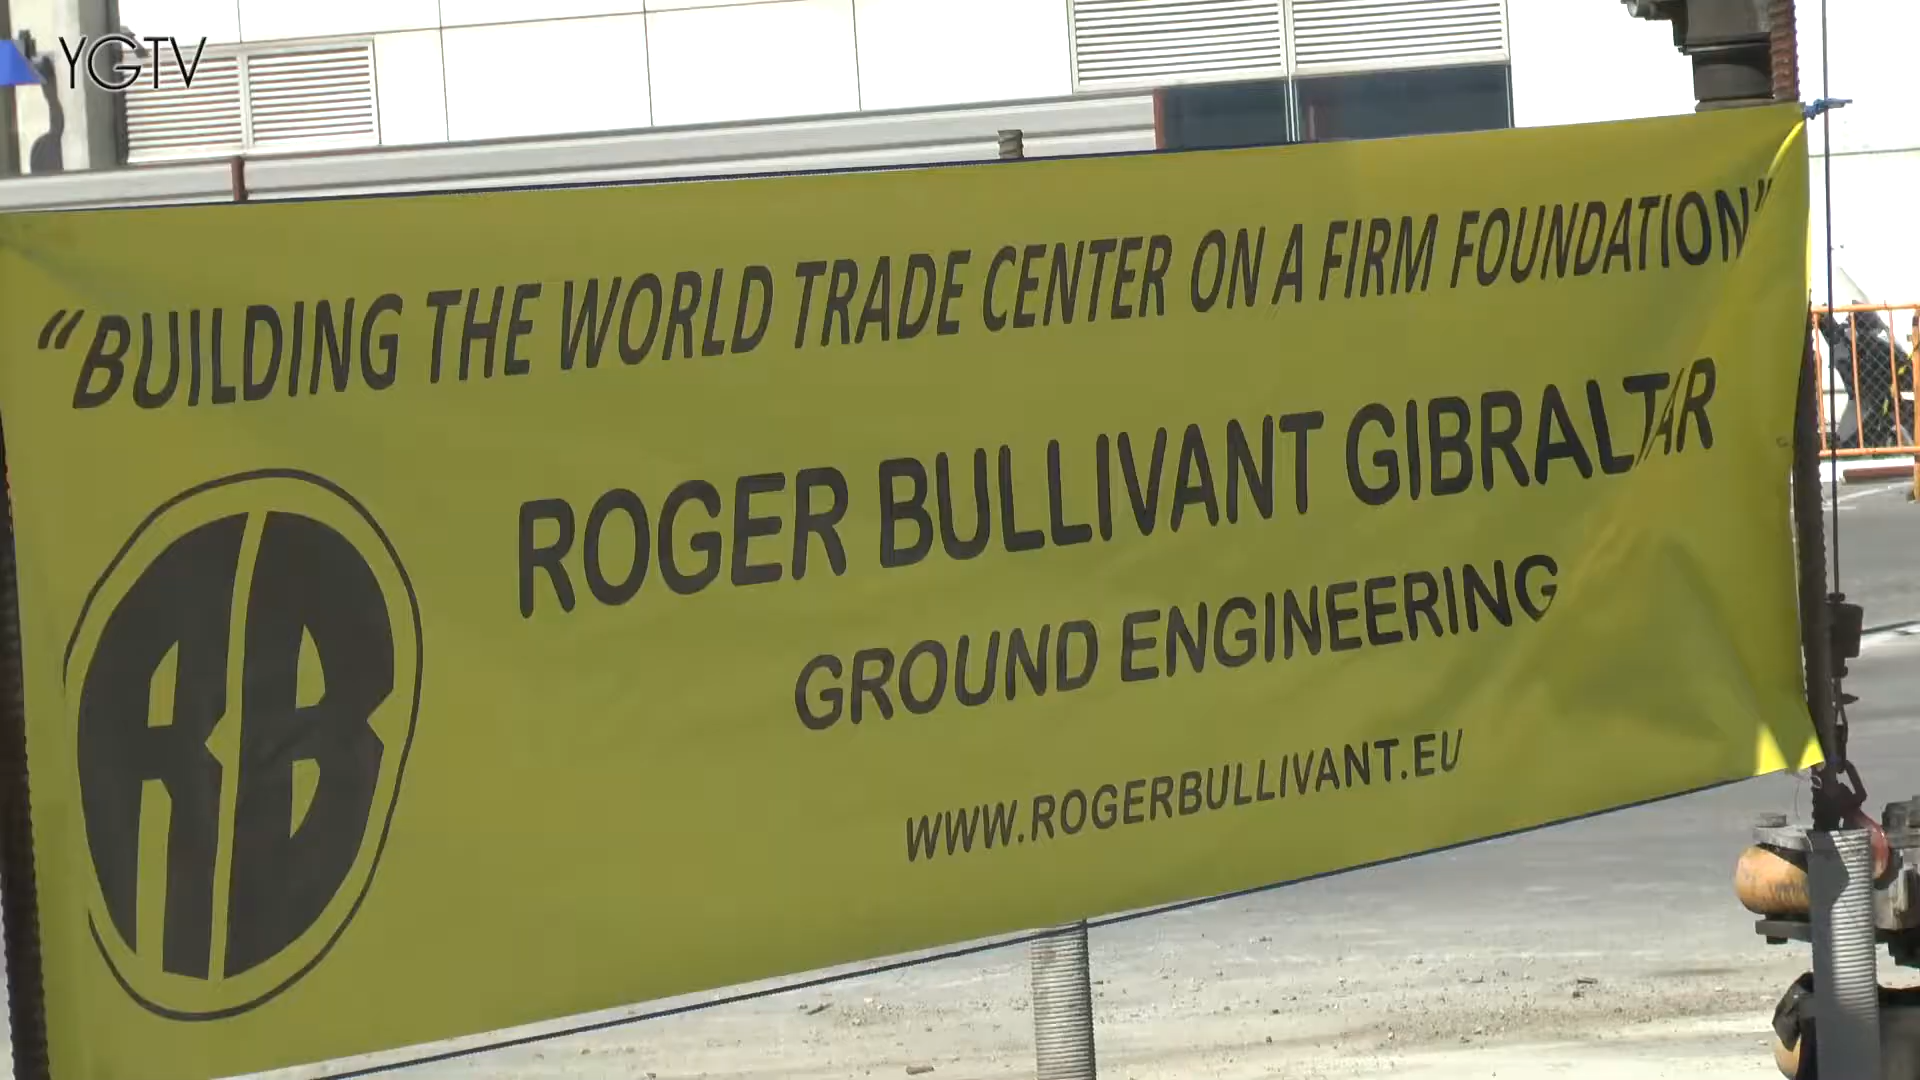 YGTV
"BUILDING THE WORLD TRADE CENTER ON A FIRM FOUNDATION"
RB
ROGER BULLIVANT GIBRALTAR
GROUND ENGINEERING
WWW.ROGERBULLIVANT.EU